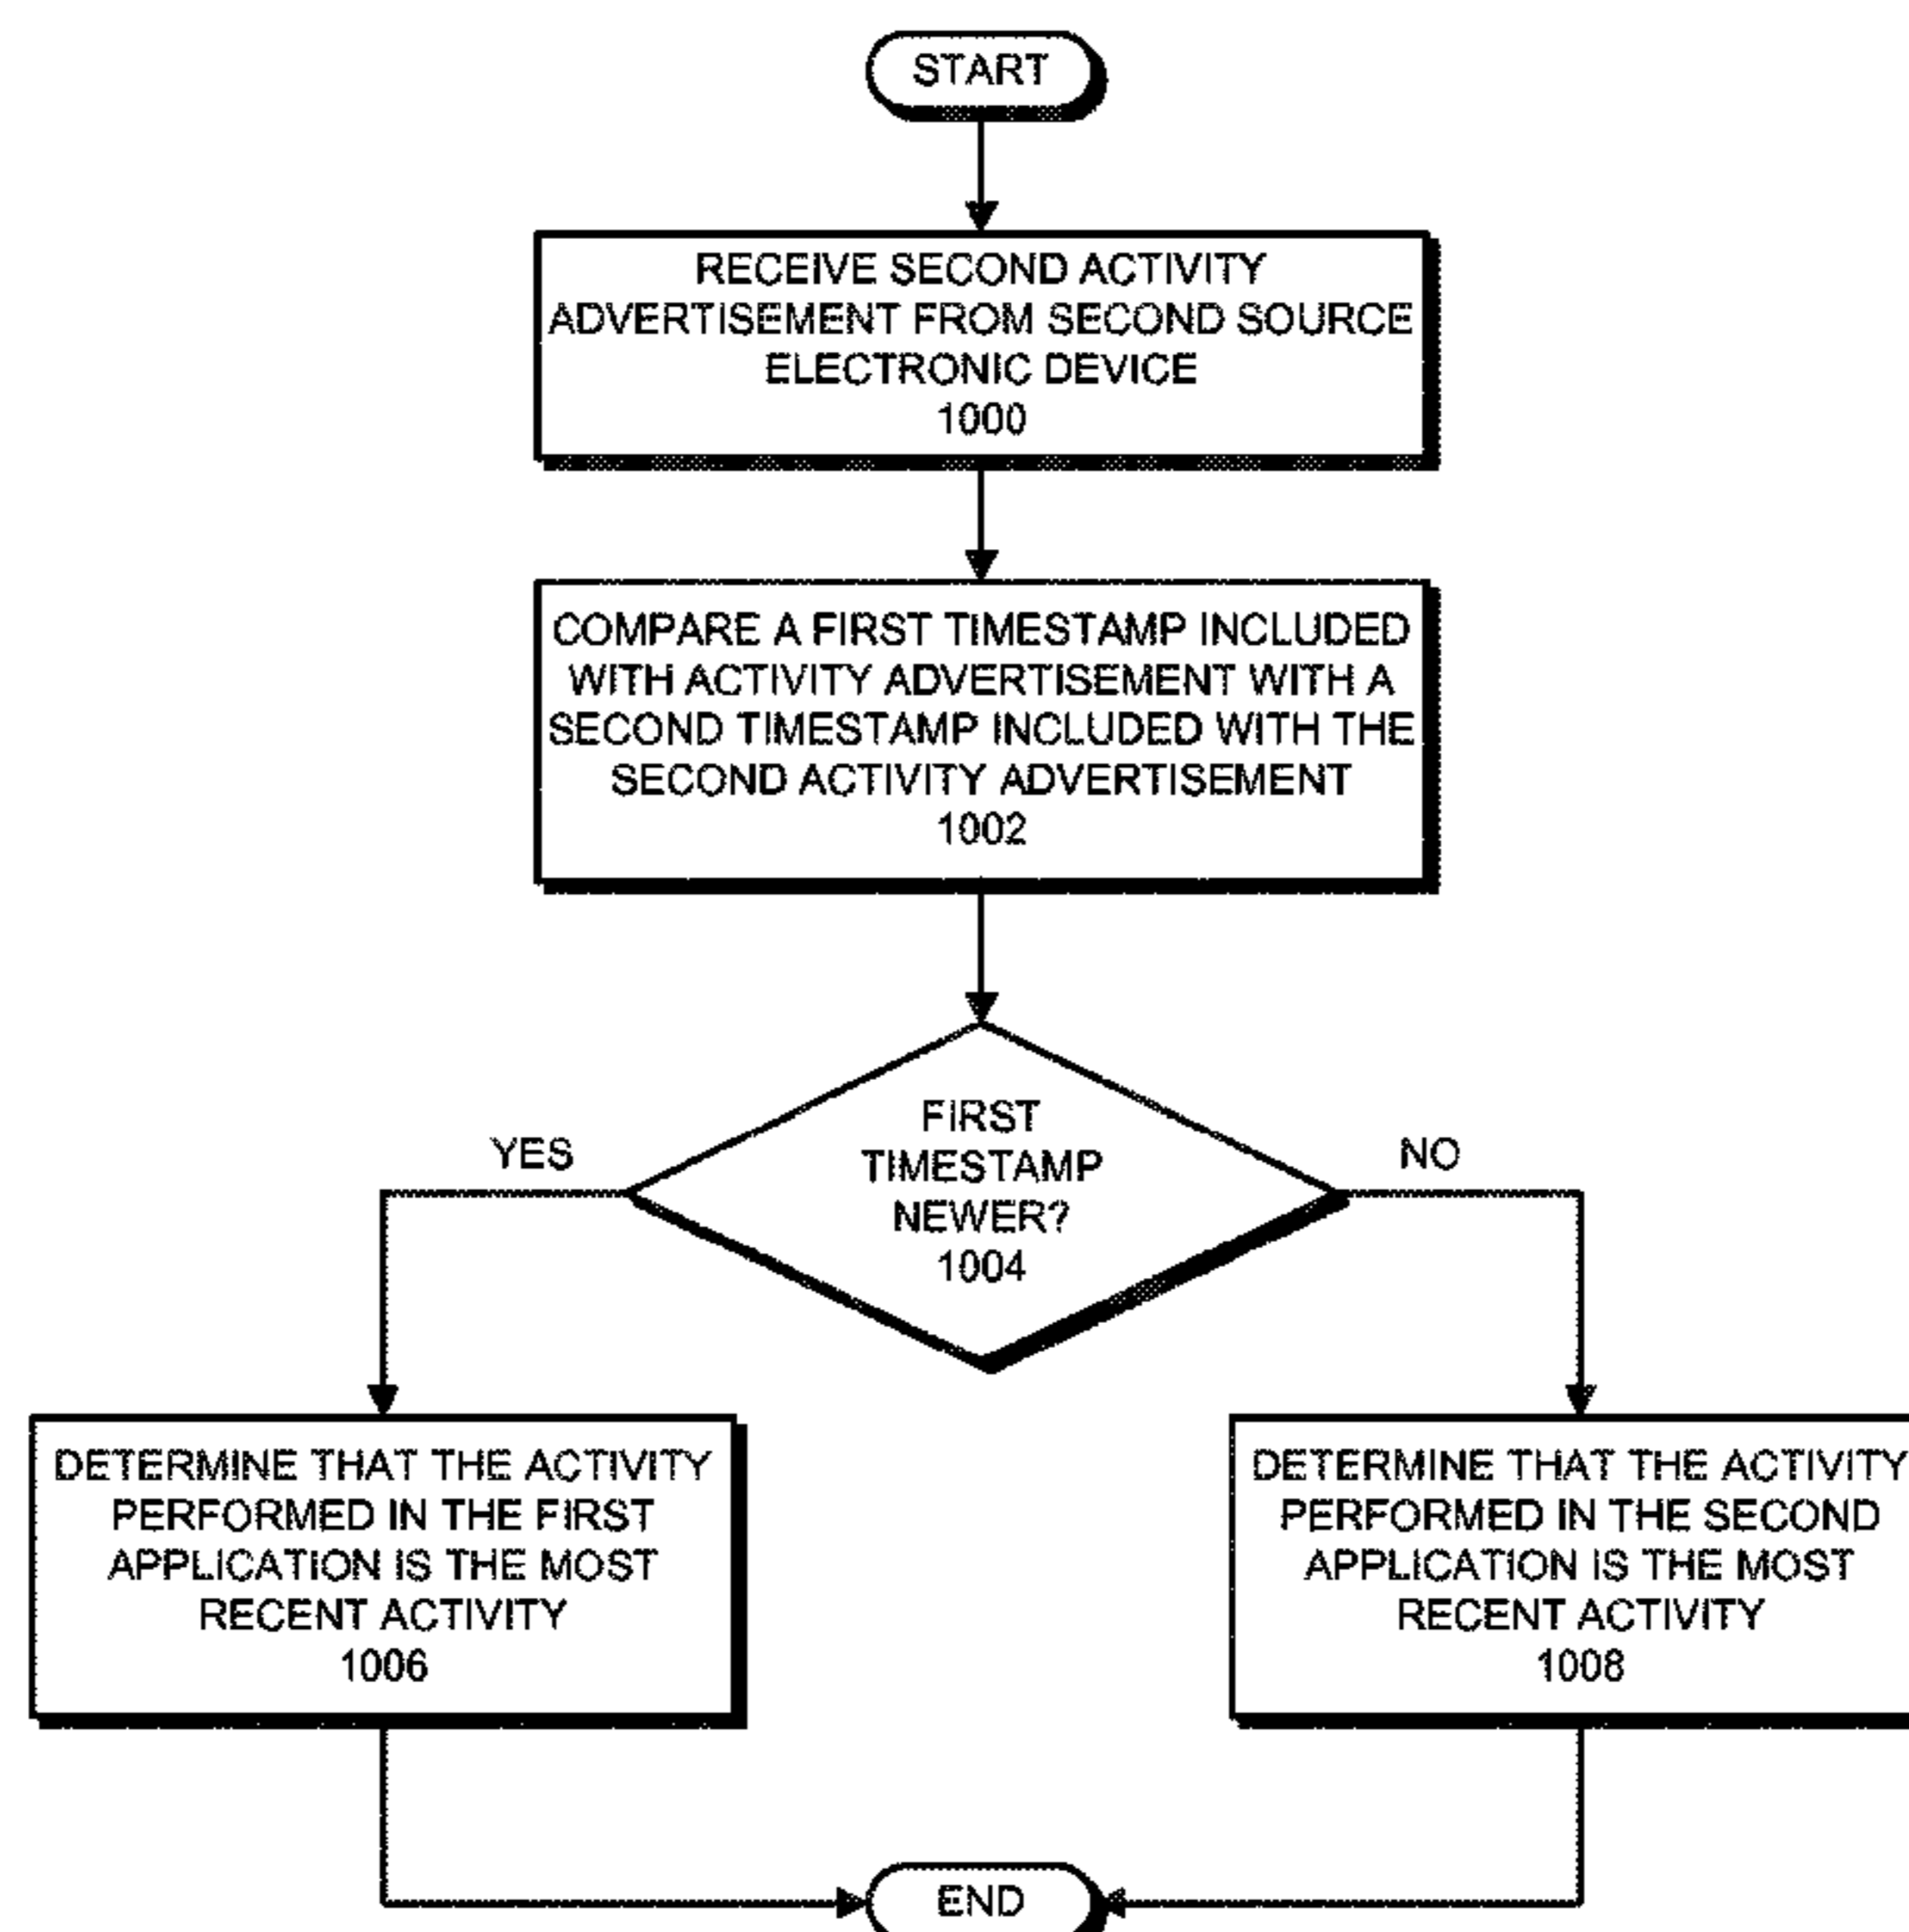 START
RECEIVE SECOND ACTIVITY
ADVERTISEMENT FROM SECOND SOURCE
ELECTRONIC DEVICE
1000
COMPARE A FIRST TIMESTAMP INCLUDED
WITH ACTIVITY ADVERTISEMENT WITH A
SECOND TIMESTAMP INCLUDED WITH THE
SECOND ACTIVITY ADVERTISEMENT
1002
FIRST
TIMESTAMP
NEWER?
1004
YES
NO
DETERMINE THAT THE ACTIVITY
PERFORMED IN THE FIRST
APPLICATION IS THE MOST
RECENT ACTIVITY
1006
DETERMINE THAT THE ACTIVITY
PERFORMED IN THE SECOND
APPLICATION IS THE MOST
RECENT ACTIVITY
1008
END